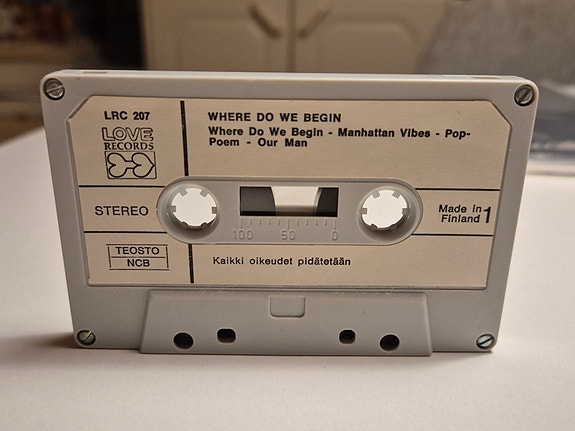 LRC 207
LOVE
RECORDS
WHERE DO WE BEGIN
Where Do We Begin - Manhattan Vibes - Pop-
Poem - Our Man
STEREO
100 50 0
Made in
Finland 1
TEOSTO
NCB
Kaikki oikeudet pidätetään